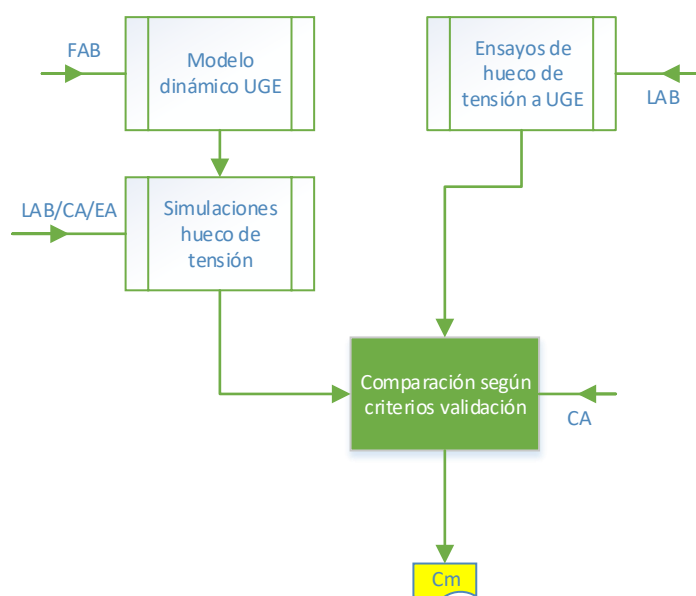 FAB
Modelo
dinámico UGE
Ensayos de
hueco de
tensión a UGE
LAB
LAB/CA/EA
Simulaciones
hueco de
tensión
Comparación según
criterios validación
CA
Cm